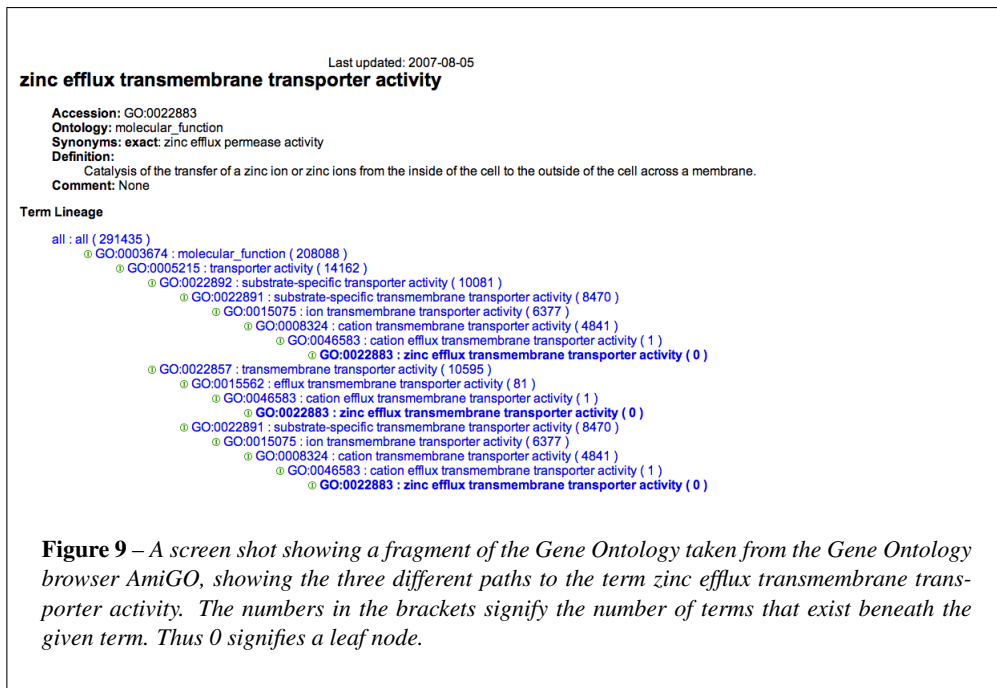 Last updated: 2007-08-05
zinc efflux transmembrane transporter activity
Accession: GO:0022883
Ontology: molecular_function
Synonyms: exact: zinc efflux permease activity
Definition:
Catalysis of the transfer of a zinc ion or zinc ions from the inside of the cell to the outside of the cell across a membrane.
Comment: None
Term Lineage
all : all ( 291435 )
GO:0003674 : molecular_function ( 208088 )
GO:0005215 : transporter activity ( 14162 )
GO:0022892 : substrate-specific transporter activity ( 10081 )
GO:0022891 : substrate-specific transmembrane transporter activity ( 8470 )
GO:0015075 : ion transmembrane transporter activity ( 6377 )
GO:0008324 : cation transmembrane transporter activity ( 4841 )
GO:0046583 : cation efflux transmembrane transporter activity ( 1 )
GO:0022883 : zinc efflux transmembrane transporter activity ( 0 )
GO:0022857 : transmembrane transporter activity ( 10595 )
GO:0015562 : efflux transmembrane transporter activity ( 81 )
GO:0046583 : cation efflux transmembrane transporter activity ( 1 )
GO:0022883 : zinc efflux transmembrane transporter activity ( 0 )
GO:0022891 : substrate-specific transmembrane transporter activity ( 8470 )
GO:0015075 : ion transmembrane transporter activity ( 6377 )
GO:0008324 : cation transmembrane transporter activity ( 4841 )
GO:0046583 : cation efflux transmembrane transporter activity ( 1 )
GO:0022883 : zinc efflux transmembrane transporter activity ( 0 )
Figure 9 – A screen shot showing a fragment of the Gene Ontology taken from the Gene Ontology
browser AmiGO, showing the three different paths to the term zinc efflux transmembrane trans-
porter activity. The numbers in the brackets signify the number of terms that exist beneath the
given term. Thus 0 signifies a leaf node.